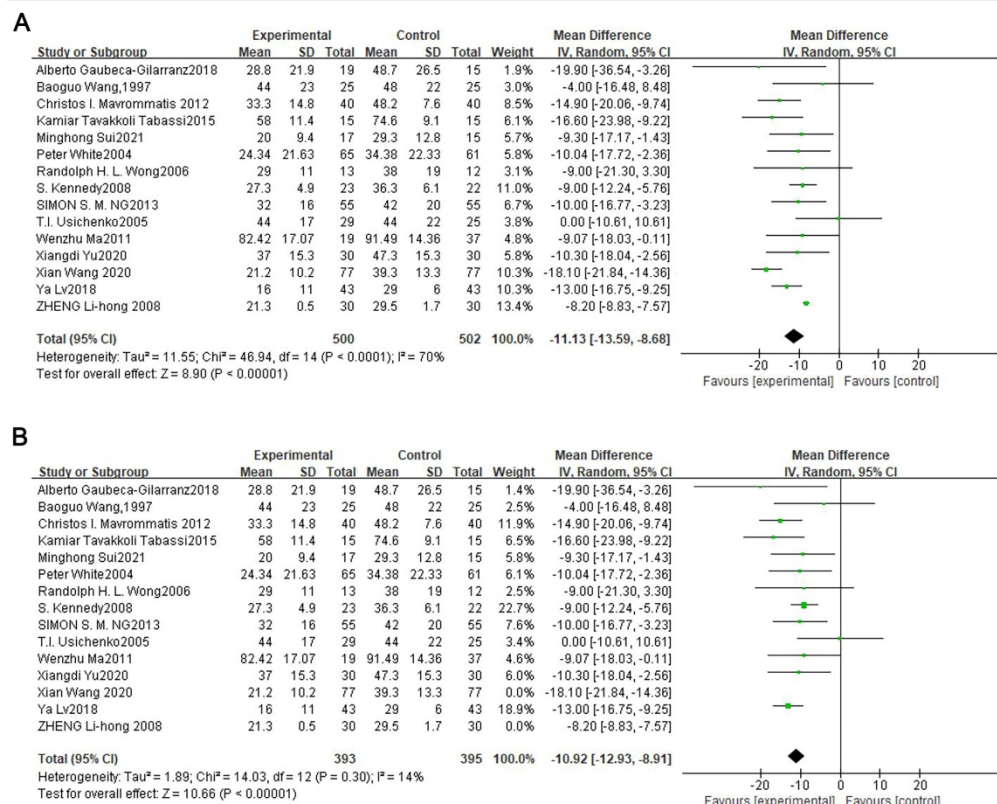 A
Experimental Control Mean Difference Mean Difference
Study or Subgroup Mean SD Total Mean SD Total Weight IV, Random, 95% CI IV, Random, 95% CI
Alberto Gaubeca-Gilarranz2018 28.8 21.9 19 48.7 26.5 15 1.9% -19.90 [-36.54, -3.26]
Baoguo Wang,1997 44 23 25 48 22 25 3.0% -4.00 [-16.48, 8.48]
Christos I. Mavrommatis 2012 33.3 14.8 40 48.2 7.6 40 8.5% -14.90 [-20.06, -9.74]
Kamiar Tavakkoli Tabassi2015 58 11.4 15 74.6 9.1 15 6.0% -16.60 [-23.98, -9.22]
Minghong Sui2021 20 9.4 17 29.3 12.8 15 5.6% -9.30 [-17.17, -1.43]
Peter White2004 24.34 21.63 65 34.38 22.33 61 5.8% -10.04 [-17.72, -2.36]
Randolph H. L. Wong2006 29 11 13 38 19 12 3.1% -9.00 [-21.30, 3.30]
S. Kennedy2008 27.3 4.9 23 36.3 6.1 22 11.0% -9.00 [-12.24, -5.76]
SIMON S. M. NG2013 32 16 55 42 20 55 6.6% -10.00 [-16.77, -3.23]
T.I. Usichenko2005 44 17 29 44 22 25 3.8% 0.00 [-10.61, 10.61]
Wenzhu Ma2011 82.42 17.07 19 91.49 14.36 37 4.8% -9.07 [-18.03, -0.11]
Xiangdi Yu2020 37 15.3 30 47.3 15.3 30 5.7% -10.30 [-18.04, -2.56]
Xian Wang 2020 21.2 10.2 77 39.3 13.3 77 10.3% -18.10 [-21.84, -14.36]
Ya Lv2018 16 11 43 29 6 43 10.3% -13.00 [-16.75, -9.25]
ZHENG Li-hong 2008 21.3 0.5 30 29.5 1.7 30 13.4% -8.20 [-8.83, -7.57]
Total (95% CI) 500 502 100.0% -11.13 [-13.59, -8.68]
Heterogeneity: Tau² = 11.55; Chi² = 46.94, df = 14 (P < 0.0001); I² = 70%
Test for overall effect: Z = 8.90 (P < 0.00001)
-20 -10 0 10 20
Favours [experimental] Favours [control]
B
Experimental Control Mean Difference Mean Difference
Study or Subgroup Mean SD Total Mean SD Total Weight IV, Random, 95% CI IV, Random, 95% CI
Alberto Gaubeca-Gilarranz2018 28.8 21.9 19 48.7 26.5 15 1.4% -19.90 [-36.54, -3.26]
Baoguo Wang,1997 44 23 25 48 22 25 2.5% -4.00 [-16.48, 8.48]
Christos I. Mavrommatis 2012 33.3 14.8 40 48.2 7.6 40 11.9% -14.90 [-20.06, -9.74]
Kamiar Tavakkoli Tabassi2015 58 11.4 15 74.6 9.1 15 6.5% -16.60 [-23.98, -9.22]
Minghong Sui2021 20 9.4 17 29.3 12.8 15 5.8% -9.30 [-17.17, -1.43]
Peter White2004 24.34 21.63 65 34.38 22.33 61 6.1% -10.04 [-17.72, -2.36]
Randolph H. L. Wong2006 29 11 13 38 19 12 2.5% -9.00 [-21.30, 3.30]
S. Kennedy2008 27.3 4.9 23 36.3 6.1 22 22.7% -9.00 [-12.24, -5.76]
SIMON S. M. NG2013 32 16 55 42 20 55 7.6% -10.00 [-16.77, -3.23]
T.I. Usichenko2005 44 17 29 44 22 25 3.4% 0.00 [-10.61, 10.61]
Wenzhu Ma2011 82.42 17.07 19 91.49 14.36 37 4.6% -9.07 [-18.03, -0.11]
Xiangdi Yu2020 37 15.3 30 47.3 15.3 30 6.0% -10.30 [-18.04, -2.56]
Xian Wang 2020 21.2 10.2 77 39.3 13.3 77 0.0% -18.10 [-21.84, -14.36]
Ya Lv2018 16 11 43 29 6 43 18.9% -13.00 [-16.75, -9.25]
ZHENG Li-hong 2008 21.3 0.5 30 29.5 1.7 30 0.0% -8.20 [-8.83, -7.57]
Total (95% CI) 393 395 100.0% -10.92 [-12.93, -8.91]
Heterogeneity: Tau² = 1.89; Chi² = 14.03, df = 12 (P = 0.30); I² = 14%
Test for overall effect: Z = 10.66 (P < 0.00001)
-20 -10 0 10 20
Favours [experimental] Favours [control]